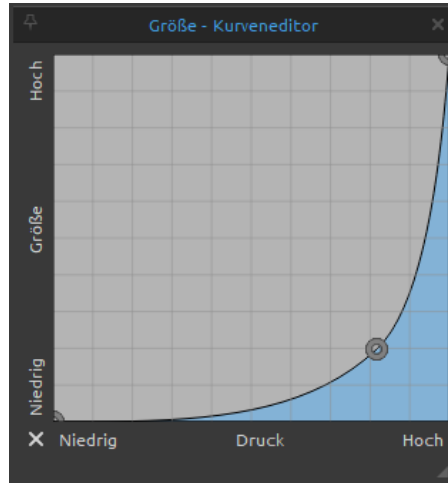 Größe - Kurveneditor
Hoch
Größe
Niedrig
Niedrig Druck Hoch